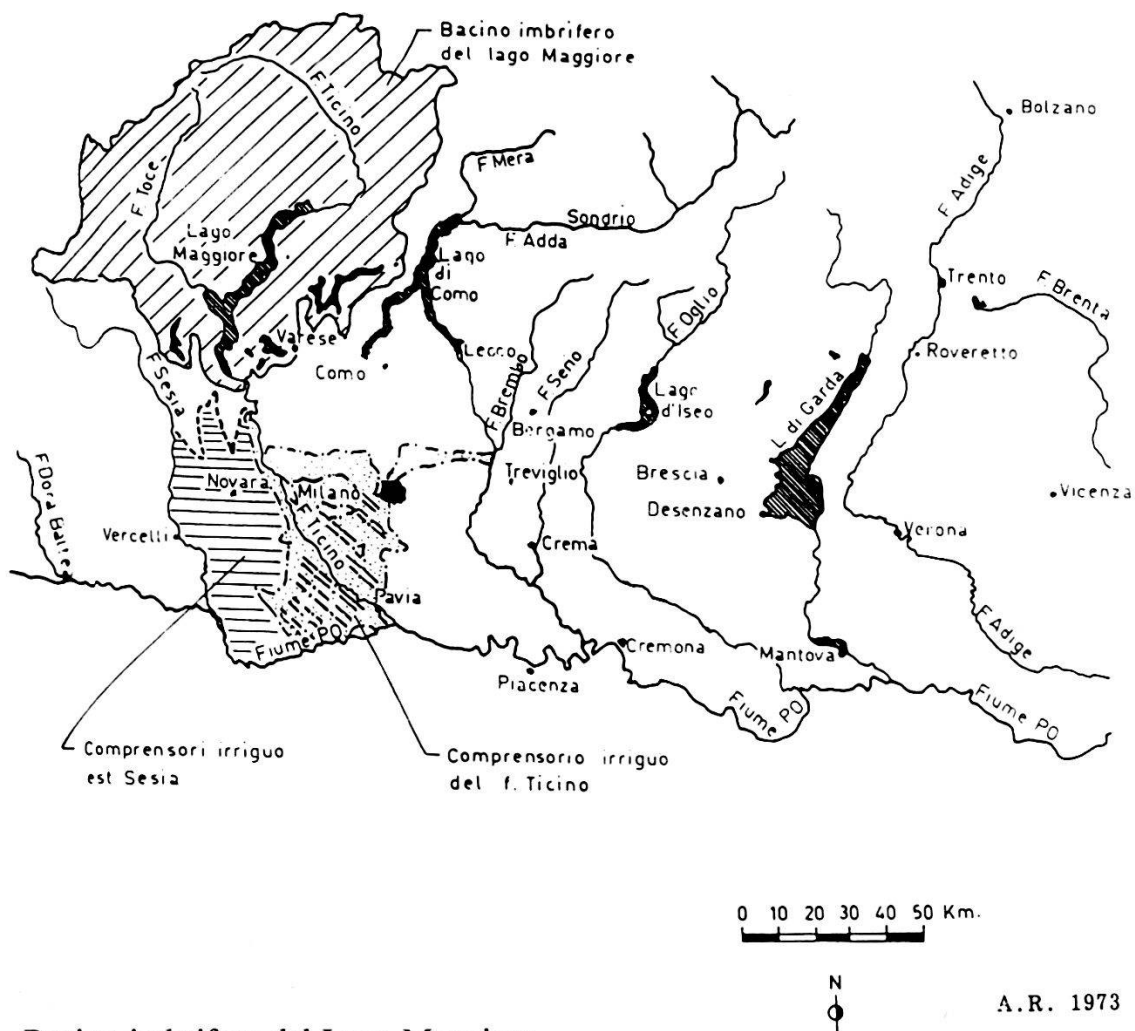 Bacino imbrifero
del lago Maggiore
F. Ticino
F. Toce
Lago
Maggiore
F. Mera
Sondrio
F. Adda
Lago
di
Como
Bolzano
F. Adige
Trento
F. Brenta
Roveretto
F. Oglio
Varese
Como
Lecco
F. Sesia
F. Brembo
F. Serio
Bergamo
Lago
d'Iseo
L. di Garda
Treviglio
Brescia
Desenzano
Vicenza
Verona
Novara
Milano
F. Ticino
Vercelli
Crema
Pavia
Fiume PO
Cremona
Mantova
F. Adige
Piacenza
Fiume PO
Fiume PO
Comprensori irriguo
est Sesia
Comprensorio irriguo
del f. Ticino
0 10 20 30 40 50 Km.
N
A.R. 1973